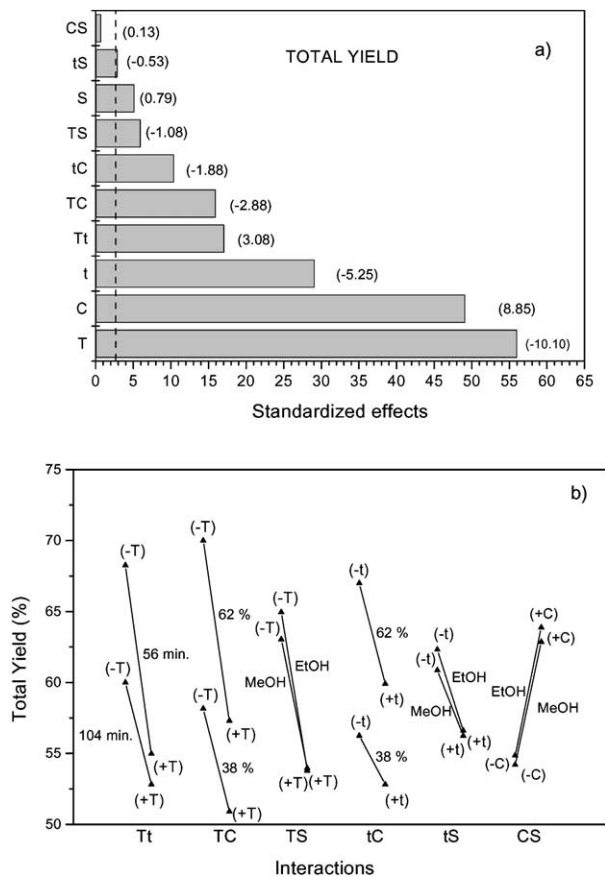 a)
TOTAL YIELD
CS (0.13)
tS (-0.53)
S (0.79)
TS (-1.08)
tC (-1.88)
TC (-2.88)
Tt (3.08)
t (-5.25)
C (8.85)
T (-10.10)
0 5 10 15 20 25 30 35 40 45 50 55 60 65
Standardized effects
b)
Total Yield (%)
75
70
65
60
55
50
(-T)
(-T)
56 min.
104 min.
(+T)
(+T)
(-T)
62 %
(-T)
(+T)
38 %
(+T)
(-T)
(-T)
EtOH
MeOH
(+T) (+T)
(-t)
62 %
(+t)
(-t)
38 %
(+t)
(-t)
(-t)
EtOH
MeOH
(+t) (+t)
(+C)
(+C)
EtOH
MeOH
(-C)
(-C)
Tt TC TS tC tS CS
Interactions